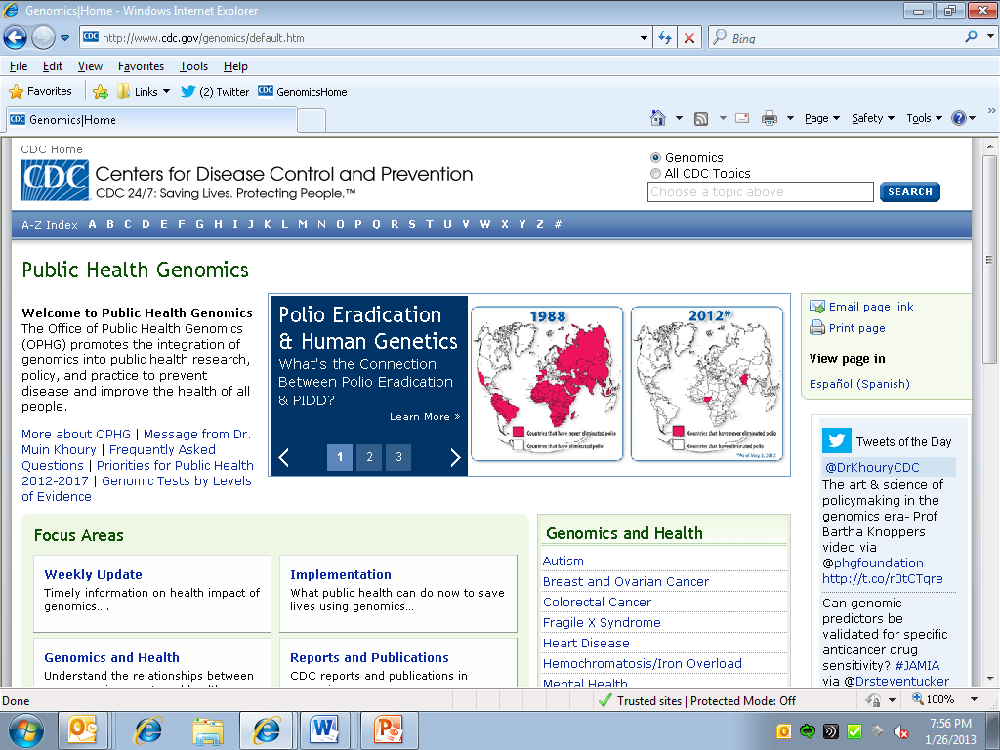 Genomics|Home - Windows Internet Explorer
http://www.cdc.gov/genomics/default.htm
Bing
File Edit View Favorites Tools Help
Favorites Links (2) Twitter CDC GenomicsHome
CDC Genomics|Home
Page Safety Tools
CDC Home
CDC Centers for Disease Control and Prevention
CDC 24/7: Saving Lives. Protecting People.™
Genomics
All CDC Topics
Choose a topic above
SEARCH
A-Z Index A B C D E F G H I J K L M N O P Q R S T U V W X Y Z #
Public Health Genomics
Welcome to Public Health Genomics
The Office of Public Health Genomics
(OPHG) promotes the integration of
genomics into public health research,
policy, and practice to prevent
disease and improve the health of all
people.
More about OPHG | Message from Dr.
Muin Khoury | Frequently Asked
Questions | Priorities for Public Health
2012-2017 | Genomic Tests by Levels
of Evidence
Polio Eradication
& Human Genetics
What's the Connection
Between Polio Eradication
& PIDD?
Learn More »
1 2 3
1988
Countries that have never eliminated polio
Countries that have eliminated polio
2012*
Countries that have never eliminated polio
Countries that have eliminated polio
*As of May 3, 2012
Email page link
Print page
View page in
Español (Spanish)
Tweets of the Day
@DrKhouryCDC
The art & science of
policymaking in the
genomics era- Prof
Bartha Knoppers
video via
@phgfoundation
http://t.co/r0tCTqre
Can genomic
predictors be
validated for specific
anticancer drug
sensitivity? #JAMIA
via @Drsteventucker
Focus Areas
Weekly Update
Timely information on health impact of
genomics....
Implementation
What public health can do now to save
lives using genomics...
Genomics and Health
Understand the relationships between
Reports and Publications
CDC reports and publications in
Genomics and Health
Autism
Breast and Ovarian Cancer
Colorectal Cancer
Fragile X Syndrome
Heart Disease
Hemochromatosis/Iron Overload
Mental Health
Done
Trusted sites | Protected Mode: Off
100%
7:56 PM
1/26/2013